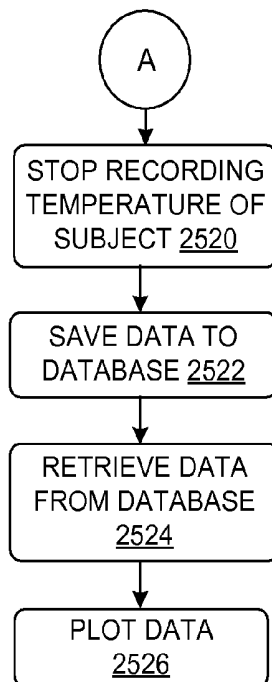 A
STOP RECORDING
TEMPERATURE OF
SUBJECT 2520
SAVE DATA TO
DATABASE 2522
RETRIEVE DATA
FROM DATABASE
2524
PLOT DATA
2526